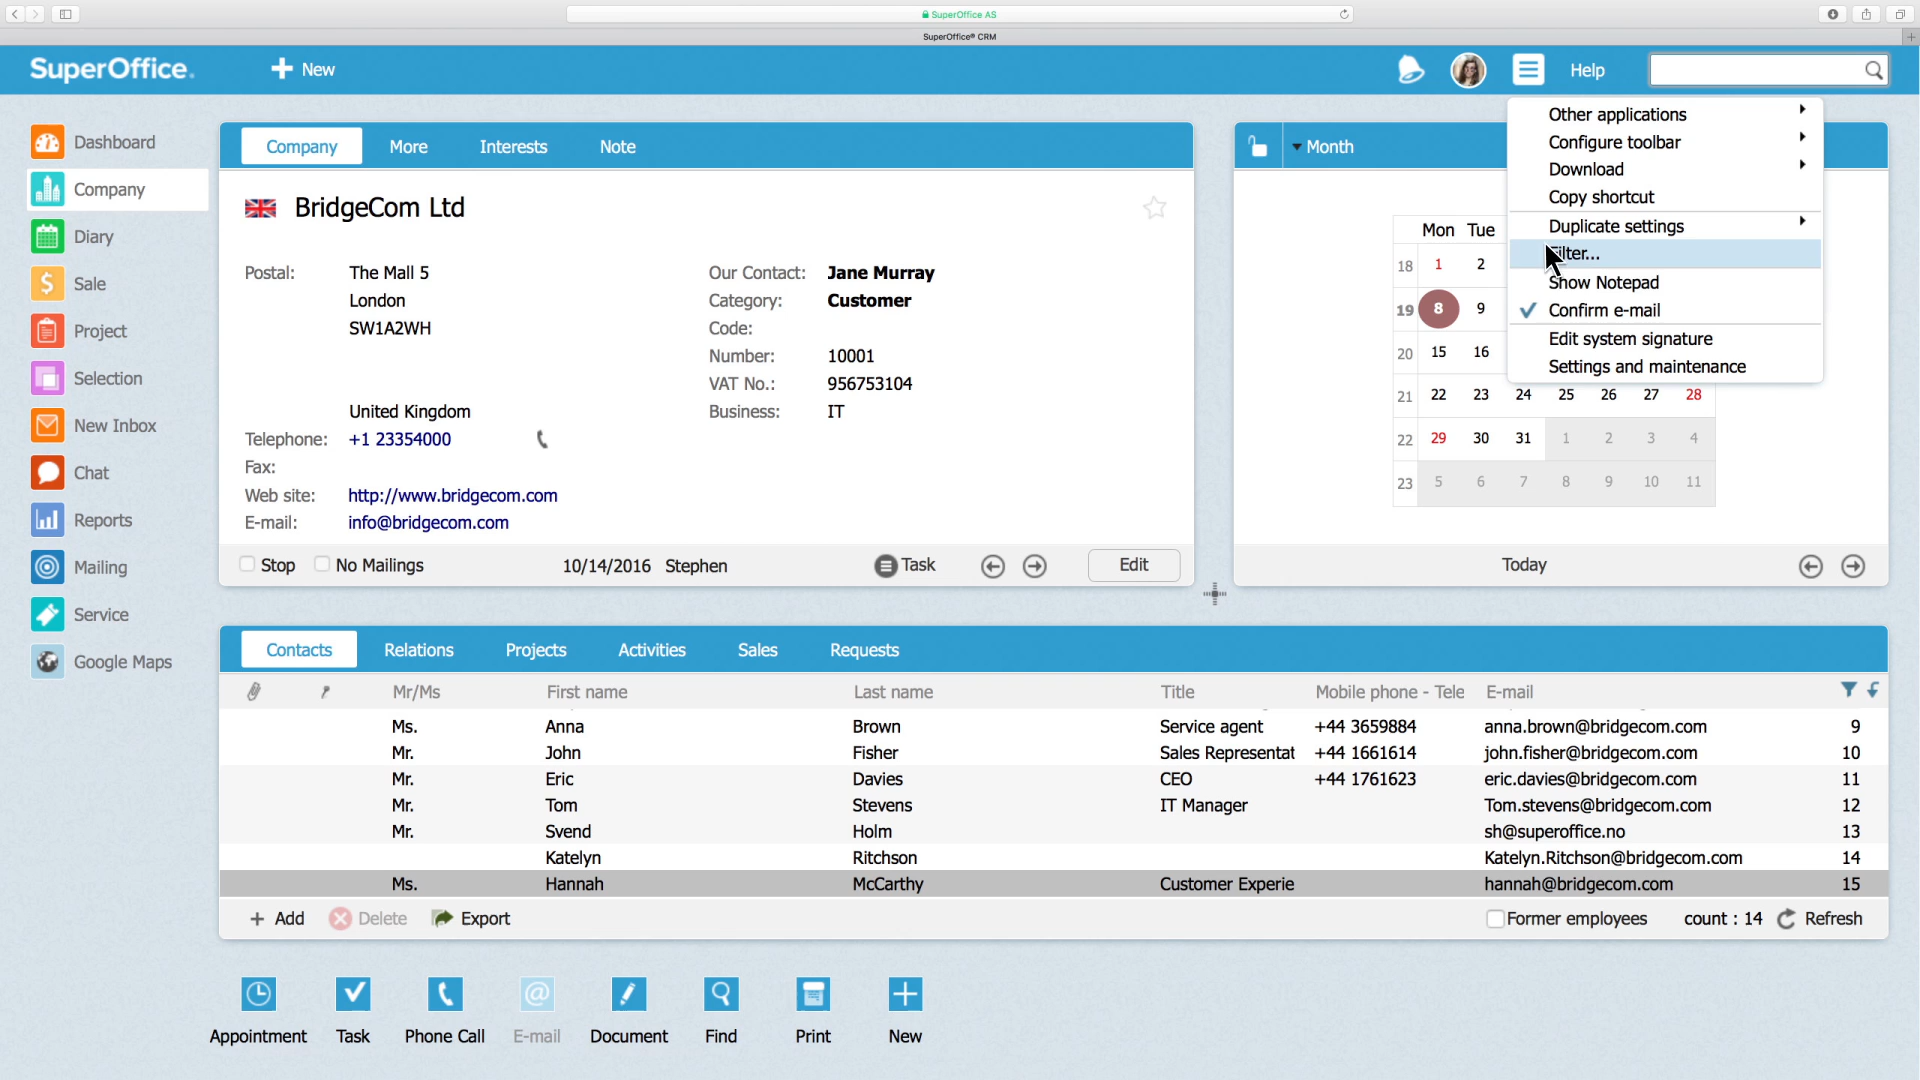 SuperOffice AS
SuperOffice® CRM
SuperOffice.
New
Help
Dashboard
Company
Diary
Sale
Project
Selection
New Inbox
Chat
Reports
Mailing
Service
Google Maps
Company More Interests Note
BridgeCom Ltd
Postal: The Mall 5
London
SW1A2WH
United Kingdom
Telephone: +1 23354000
Fax:
Web site: http://www.bridgecom.com
E-mail: info@bridgecom.com
Our Contact: Jane Murray
Category: Customer
Code:
Number: 10001
VAT No.: 956753104
Business: IT
Stop No Mailings 10/14/2016 Stephen Task Edit
Month
Mon Tue
18 1 2
19 8 9
20 15 16
21 22 23 24 25 26 27 28
22 29 30 31 1 2 3 4
23 5 6 7 8 9 10 11
Today
Other applications
Configure toolbar
Download
Copy shortcut
Duplicate settings
Filter...
Show Notepad
Confirm e-mail
Edit system signature
Settings and maintenance
Contacts Relations Projects Activities Sales Requests
Mr/Ms First name Last name Title Mobile phone - Tele E-mail
Ms. Anna Brown Service agent +44 3659884 anna.brown@bridgecom.com 9
Mr. John Fisher Sales Representat +44 1661614 john.fisher@bridgecom.com 10
Mr. Eric Davies CEO +44 1761623 eric.davies@bridgecom.com 11
Mr. Tom Stevens IT Manager Tom.stevens@bridgecom.com 12
Mr. Svend Holm sh@superoffice.no 13
Katelyn Ritchson Katelyn.Ritchson@bridgecom.com 14
Ms. Hannah McCarthy Customer Experie hannah@bridgecom.com 15
Add Delete Export Former employees count : 14 Refresh
Appointment Task Phone Call E-mail Document Find Print New